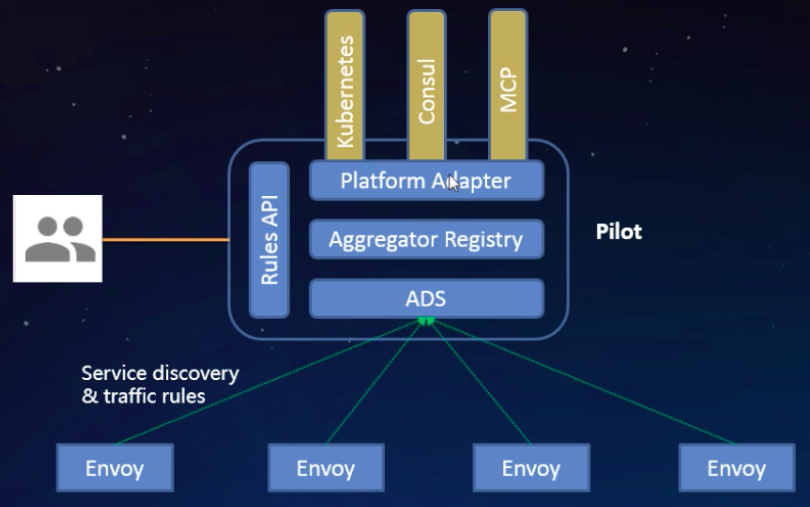 Kubernetes
Consul
MCP
Platform Adapter
Rules API
Aggregator Registry
Pilot
ADS
Service discovery
& traffic rules
Envoy
Envoy
Envoy
Envoy